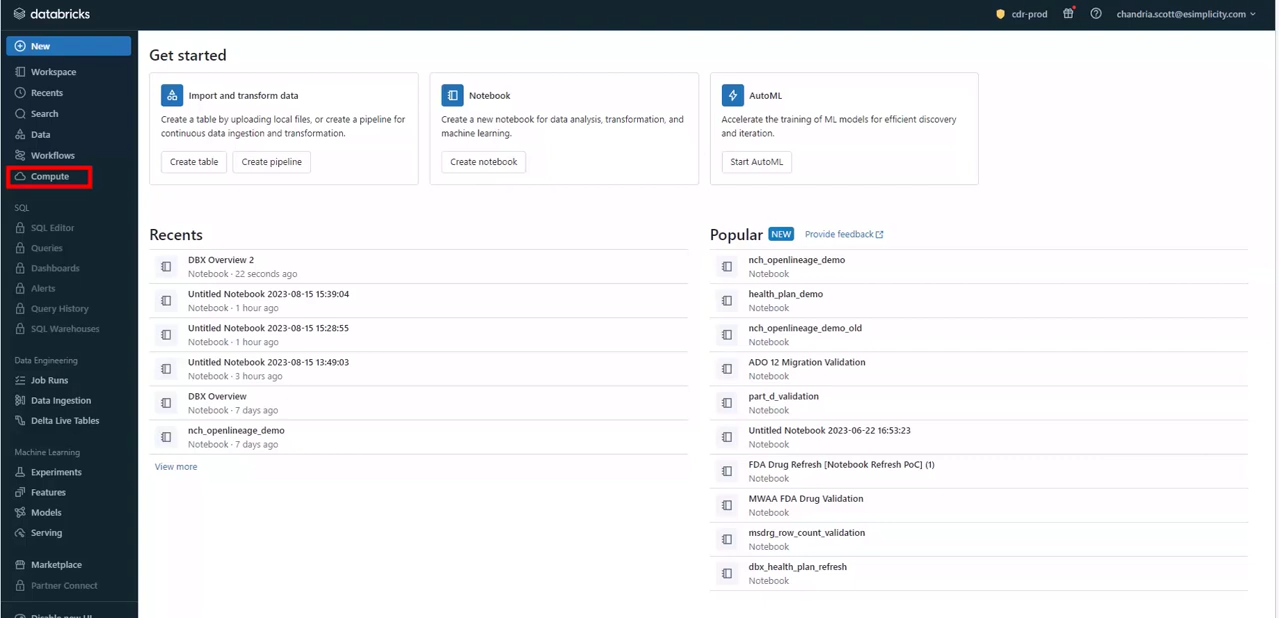 databricks
cdr-prod
chandria.scott@esimplicity.com
New
Workspace
Recents
Search
Data
Workflows
Compute
SQL
SQL Editor
Queries
Dashboards
Alerts
Query History
SQL Warehouses
Data Engineering
Job Runs
Data Ingestion
Delta Live Tables
Machine Learning
Experiments
Features
Models
Serving
Marketplace
Partner Connect
Disable new UI
Get started
Import and transform data
Create a table by uploading local files, or create a pipeline for
continuous data ingestion and transformation.
Create table
Create pipeline
Notebook
Create a new notebook for data analysis, transformation, and
machine learning.
Create notebook
AutoML
Accelerate the training of ML models for efficient discovery
and iteration.
Start AutoML
Recents
DBX Overview 2
Notebook · 22 seconds ago
Untitled Notebook 2023-08-15 15:39:04
Notebook · 1 hour ago
Untitled Notebook 2023-08-15 15:28:55
Notebook · 1 hour ago
Untitled Notebook 2023-08-15 13:49:03
Notebook · 3 hours ago
DBX Overview
Notebook · 7 days ago
nch_openlineage_demo
Notebook · 7 days ago
View more
Popular NEW Provide feedback
nch_openlineage_demo
Notebook
health_plan_demo
Notebook
nch_openlineage_demo_old
Notebook
ADO 12 Migration Validation
Notebook
part_d_validation
Notebook
Untitled Notebook 2023-06-22 16:53:23
Notebook
FDA Drug Refresh [Notebook Refresh PoC] (1)
Notebook
MWAA FDA Drug Validation
Notebook
msdrg_row_count_validation
Notebook
dbx_health_plan_refresh
Notebook